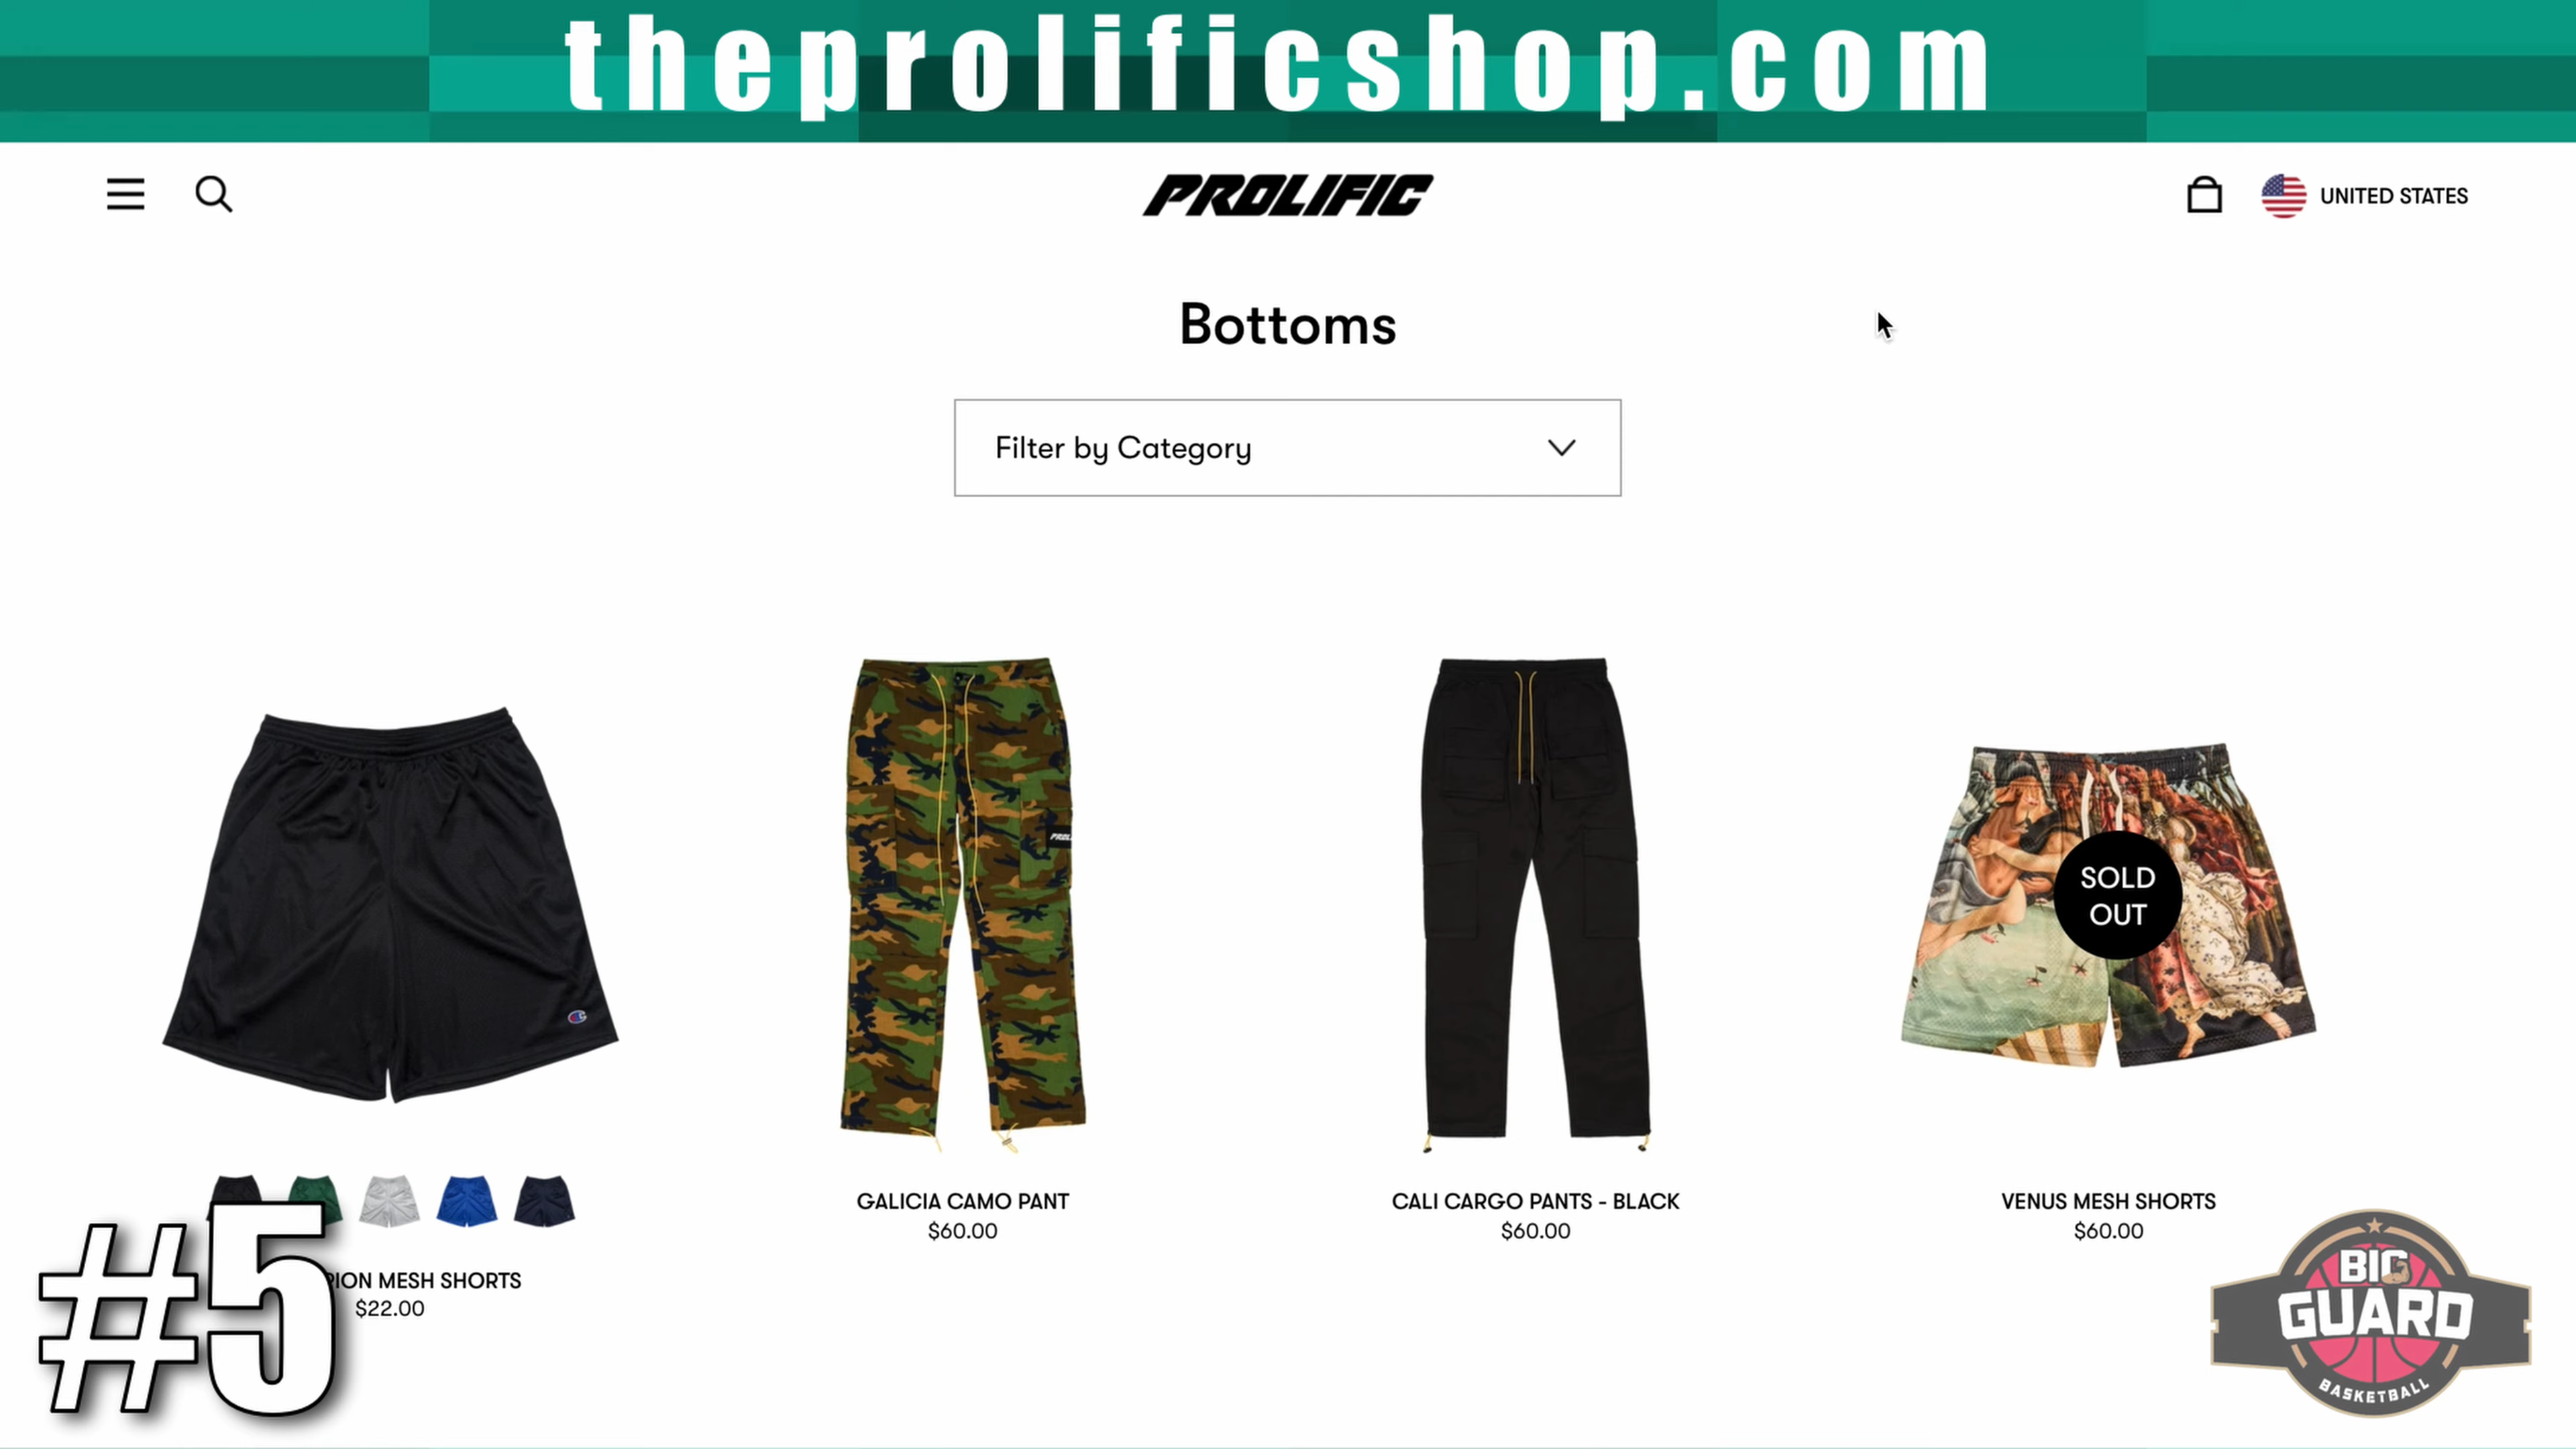 theprolificshop.com
PROLIFIC
UNITED STATES
Bottoms
Filter by Category
SOLD
OUT
GALICIA CAMO PANT
$60.00
CALI CARGO PANTS - BLACK
$60.00
VENUS MESH SHORTS
$60.00
MESH SHORTS
$22.00
#5
BIG
GUARD
BASKETBALL